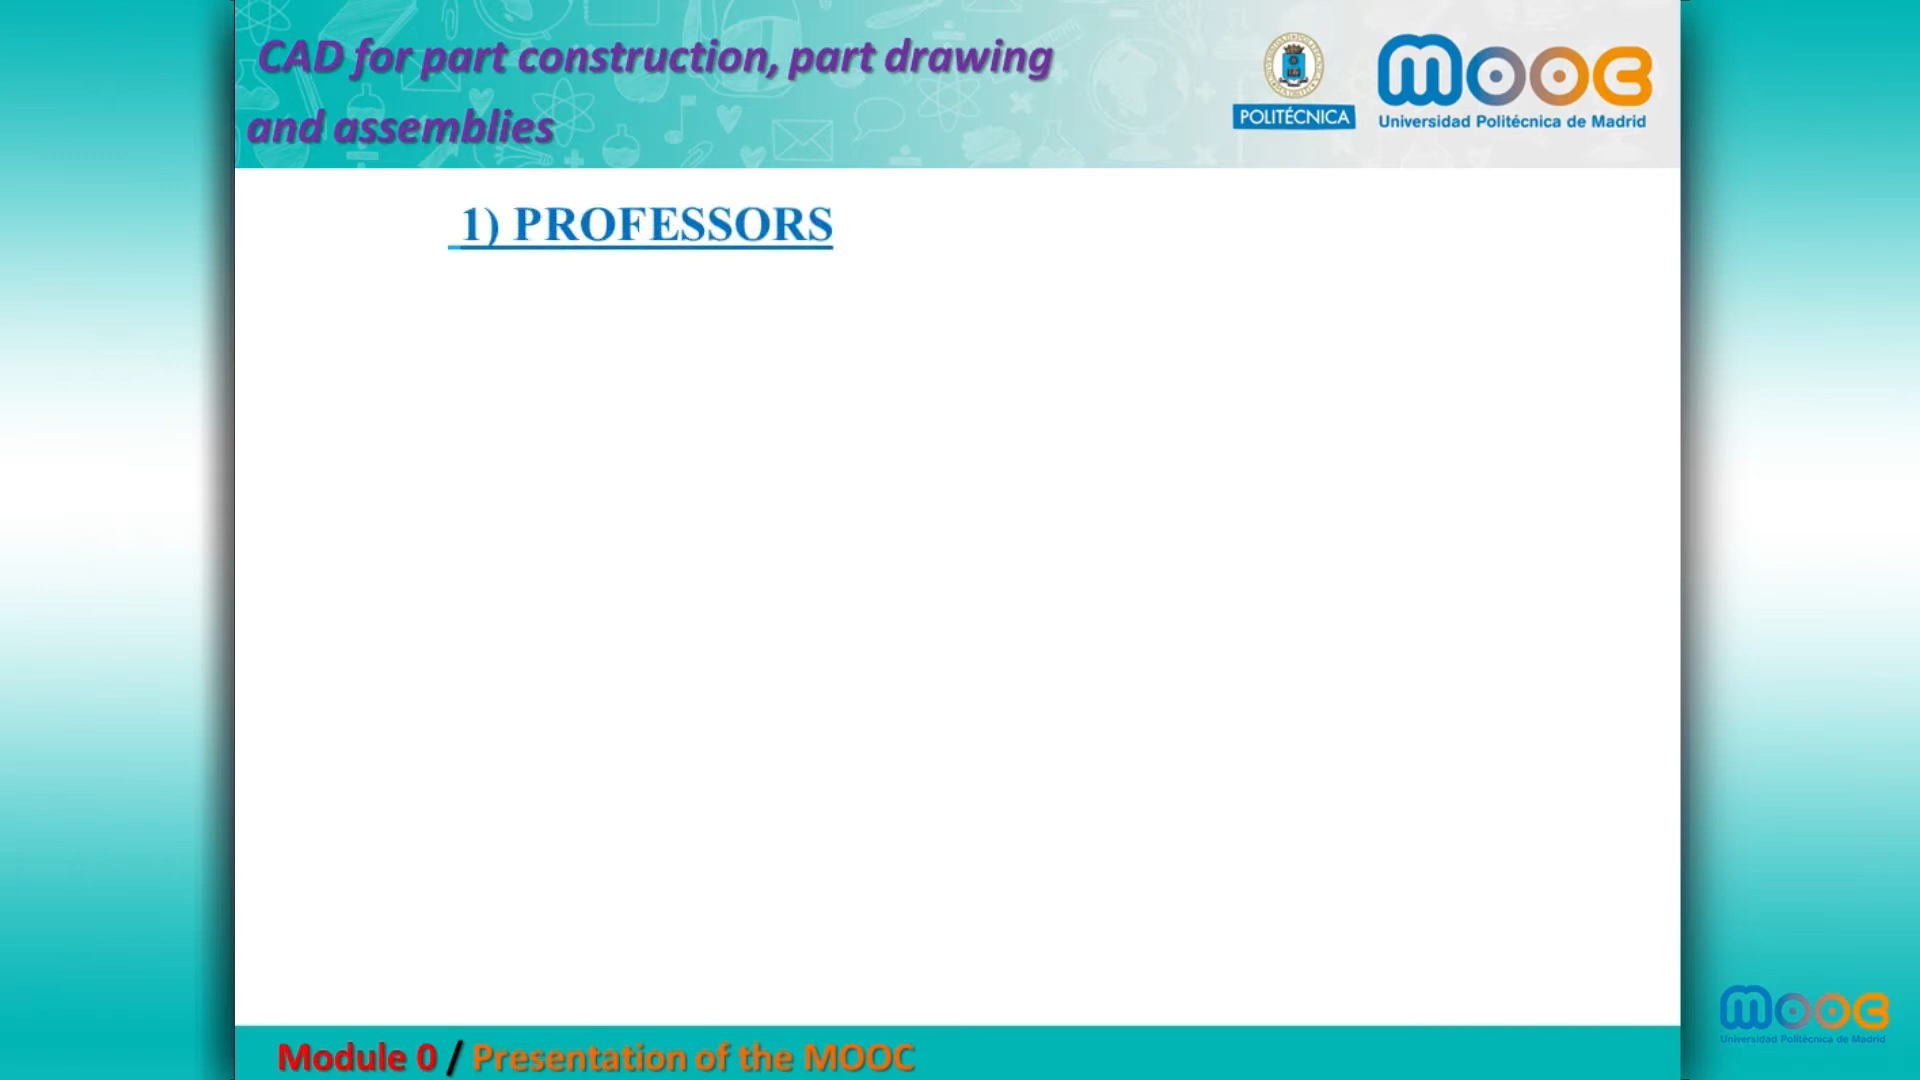 CAD for part construction, part drawing
and assemblies
POLITÉCNICA
mooc
Universidad Politécnica de Madrid
1) PROFESSORS
Module 0 / Presentation of the MOOC
mooc
Universidad Politécnica de Madrid